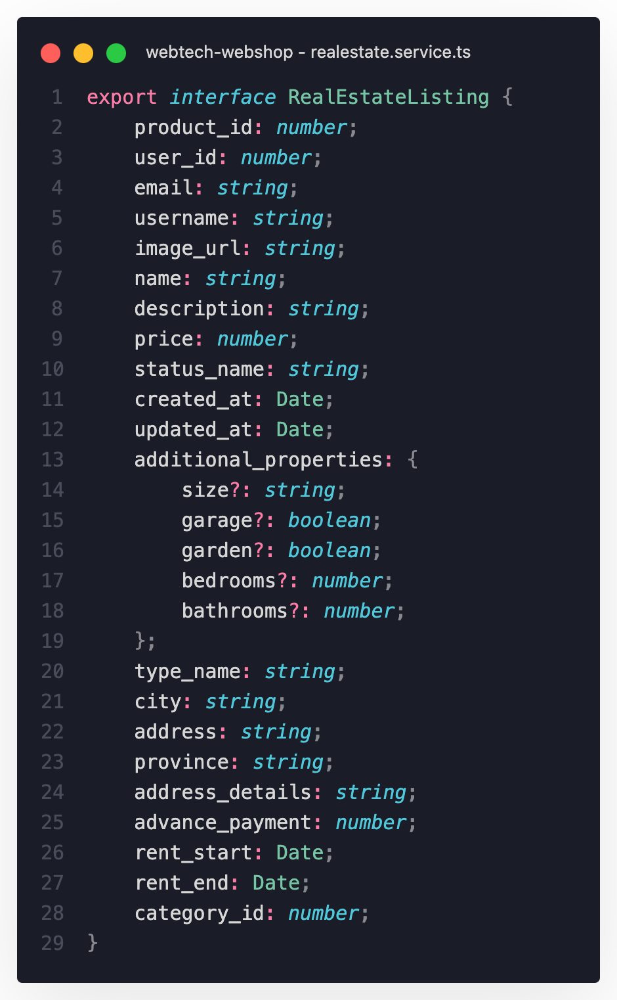 webtech-webshop - realestate.service.ts
1 export interface RealEstateListing {
2     product_id: number;
3     user_id: number;
4     email: string;
5     username: string;
6     image_url: string;
7     name: string;
8     description: string;
9     price: number;
10     status_name: string;
11     created_at: Date;
12     updated_at: Date;
13     additional_properties: {
14         size?: string;
15         garage?: boolean;
16         garden?: boolean;
17         bedrooms?: number;
18         bathrooms?: number;
19     };
20     type_name: string;
21     city: string;
22     address: string;
23     province: string;
24     address_details: string;
25     advance_payment: number;
26     rent_start: Date;
27     rent_end: Date;
28     category_id: number;
29 }